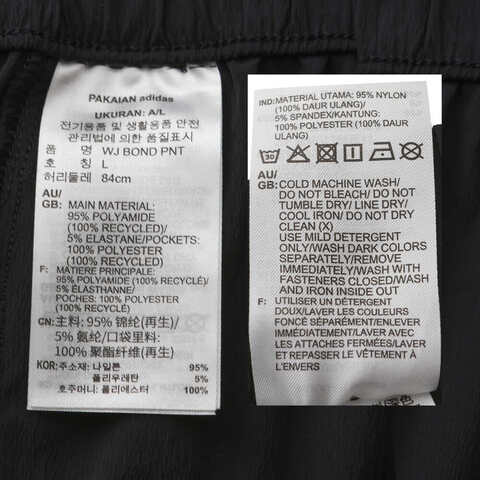 PAKAIAN adidas
UKURAN: A/L
전기용품 및 생활용품 안전
관리법에 의한 품질표시
품 명 WJ BOND PNT
호 칭 L
허리둘레 84cm
AU/
GB: MAIN MATERIAL:
95% POLYAMIDE
(100% RECYCLED)/
5% ELASTANE/POCKETS:
100% POLYESTER
(100% RECYCLED)
F: MATIERE PRINCIPALE:
95% POLYAMIDE (100% RECYCLÉ)/
5% ÉLASTHANNE/
POCHES: 100% POLYESTER
(100% RECYCLÉ)
CN: 主料: 95% 锦纶(再生)/
5% 氨纶/口袋里料:
100% 聚酯纤维(再生)
KOR: 주소재: 나일론 95%
폴리우레탄 5%
호주머니: 폴리에스터 100%
IND: MATERIAL UTAMA: 95% NYLON
(100% DAUR ULANG)/
5% SPANDEX/KANTUNG:
100% POLYESTER (100% DAUR ULANG)
30
AU/
GB: COLD MACHINE WASH/
DO NOT BLEACH/DO NOT
TUMBLE DRY/ LINE DRY/
COOL IRON/ DO NOT DRY
CLEAN (X)
USE MILD DETERGENT
ONLY/WASH DARK COLORS
SEPARATELY/REMOVE
IMMEDIATELY/WASH WITH
FASTENERS CLOSED/WASH
AND IRON INSIDE OUT
F: UTILISER UN DÉTERGENT
DOUX/LAVER LES COULEURS
FONCÉS SÉPARÉMENT/ENLEVER
IMMÉDIATEMENT/LAVER AVEC
LES ATTACHES FERMÉES/LAVER
ET REPASSER LE VÊTEMENT À
L'ENVERS